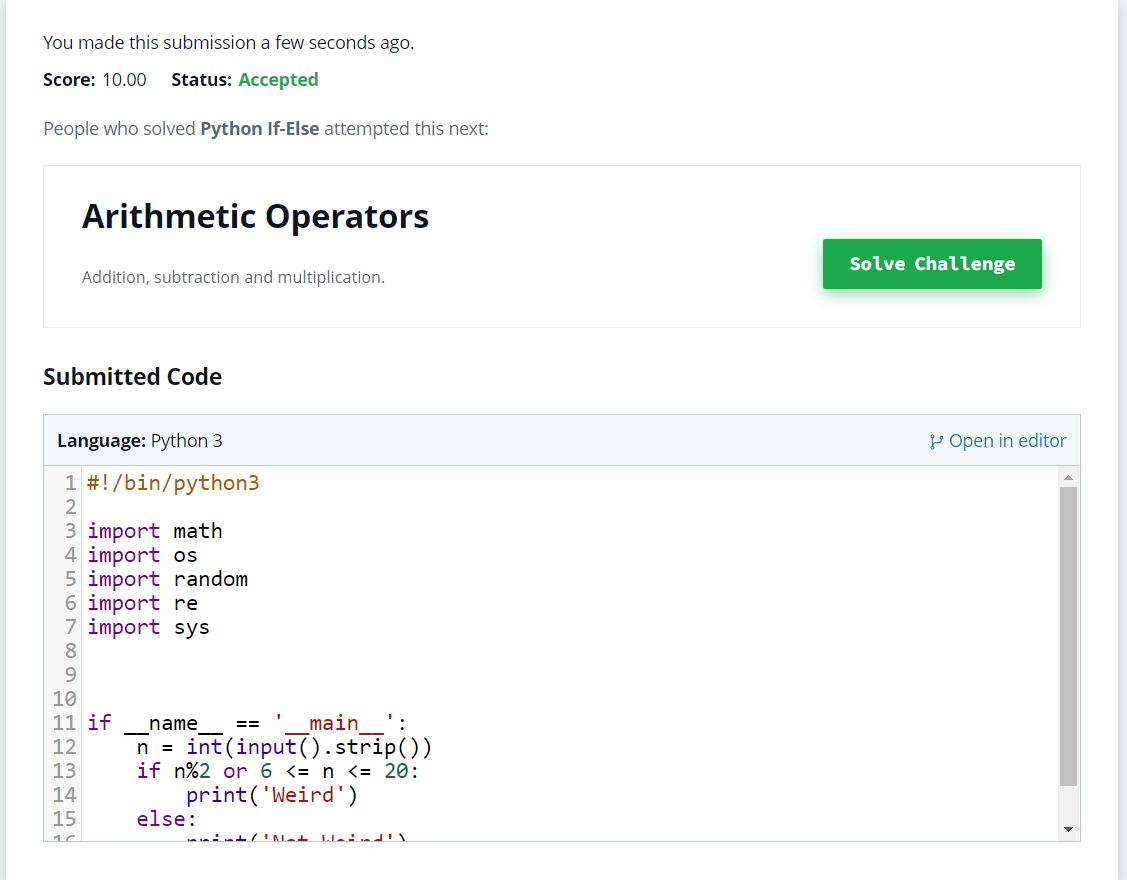 You made this submission a few seconds ago.
Score: 10.00 Status: Accepted
People who solved Python If-Else attempted this next:
Arithmetic Operators
Addition, subtraction and multiplication.
Solve Challenge
Submitted Code
Language: Python 3
Open in editor
1 #!/bin/python3
2
3 import math
4 import os
5 import random
6 import re
7 import sys
8
9
10
11 if __name__ == '__main__':
12     n = int(input().strip())
13     if n%2 or 6 <= n <= 20:
14         print('Weird')
15     else:
16         print('Not Weird')